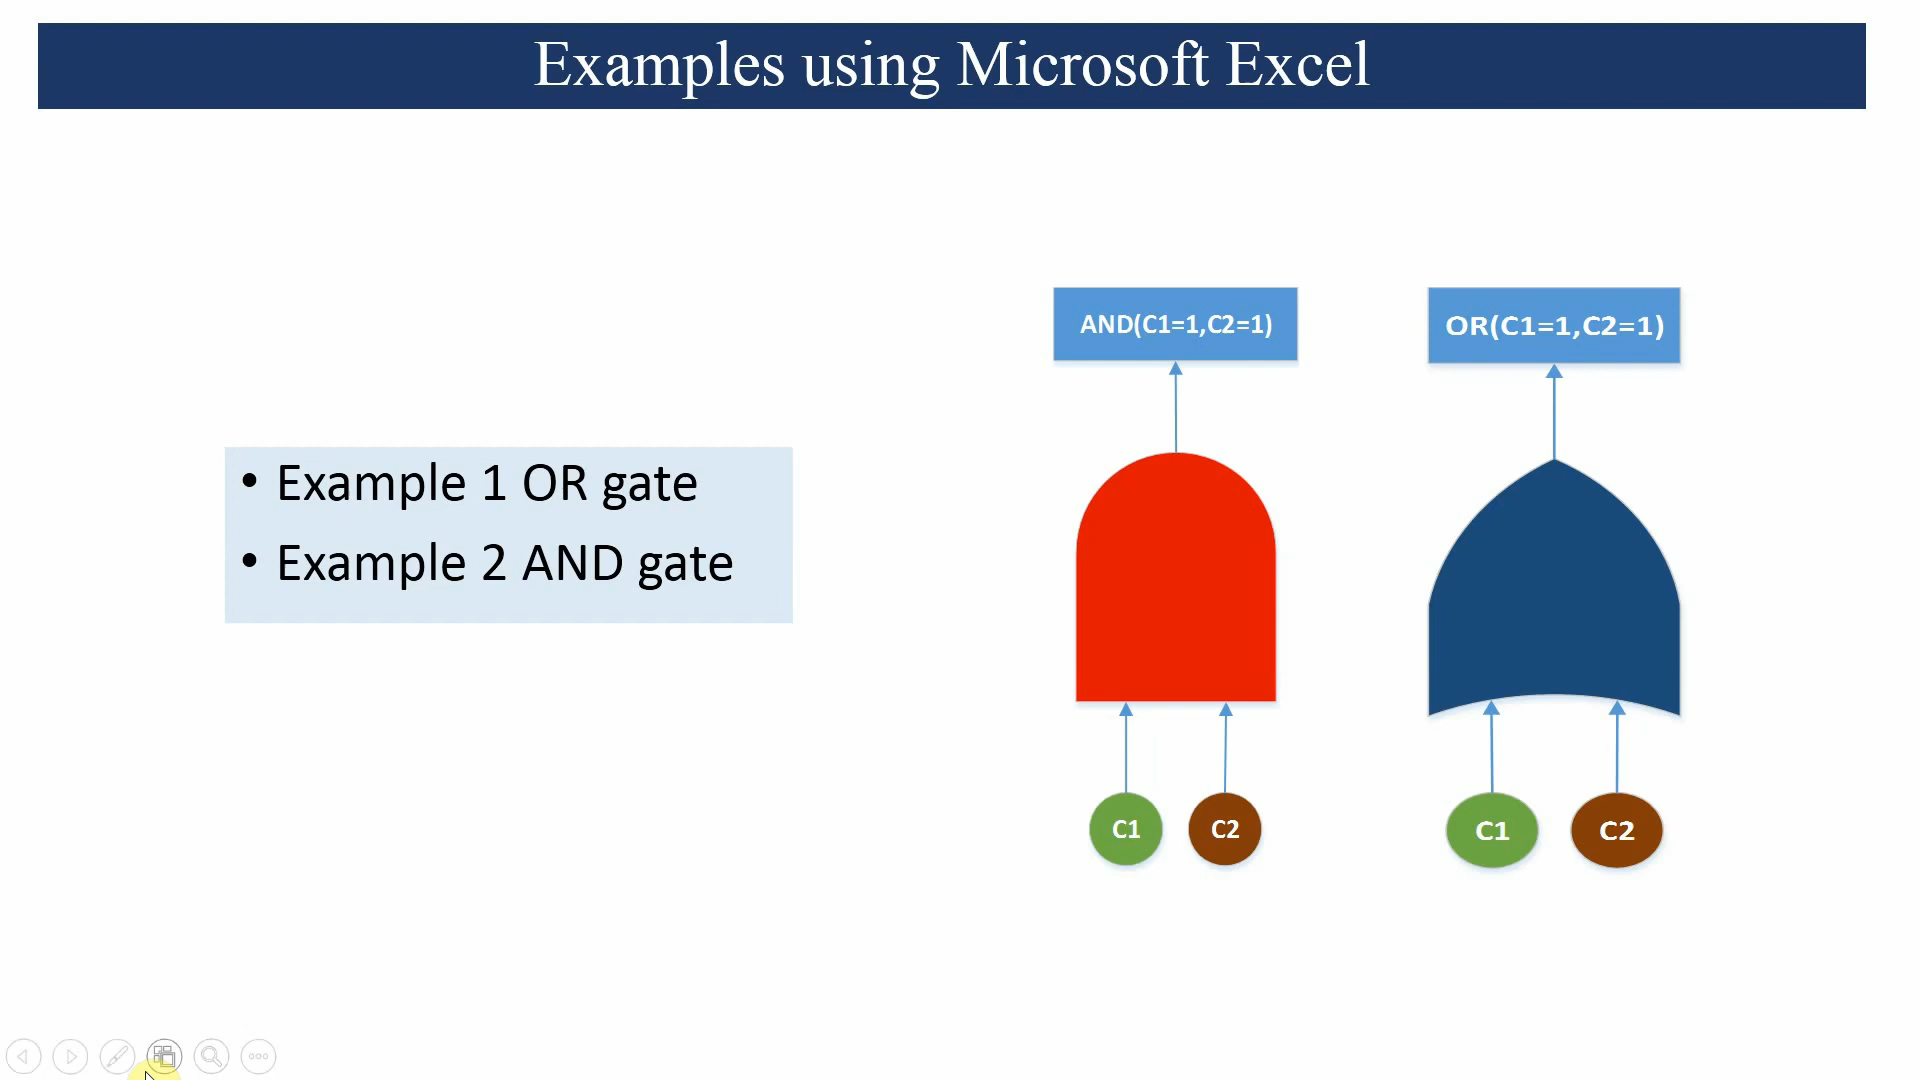 Examples using Microsoft Excel
• Example 1 OR gate
• Example 2 AND gate
AND(C1=1,C2=1)
OR(C1=1,C2=1)
C1
C2
C1
C2